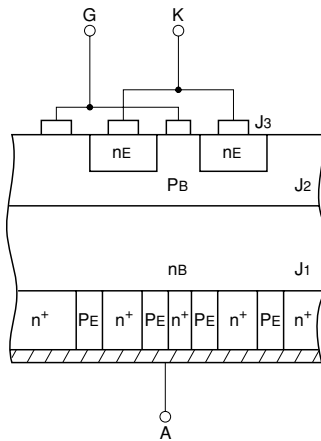 G K
J3
nE nE
PB J2
nB J1
n+ PE n+ PE n+ PE n+ PE n+
A